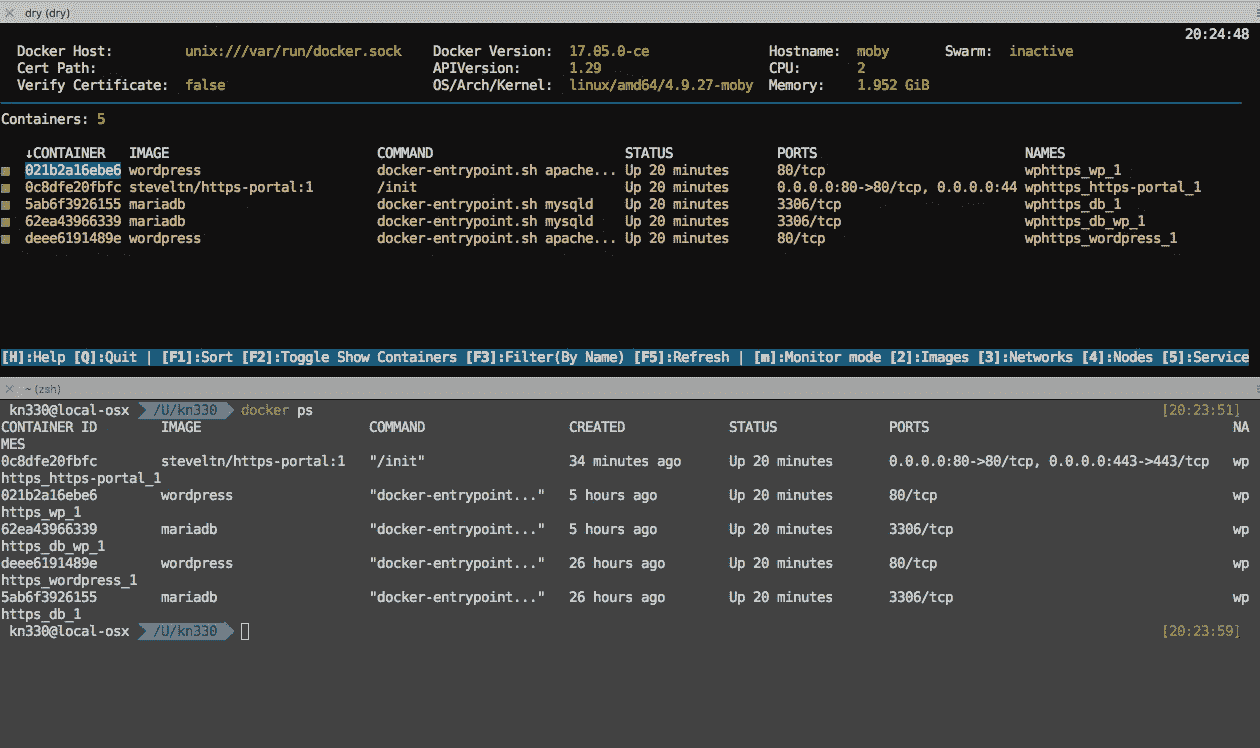 dry (dry)
20:24:48
Docker Host: unix:///var/run/docker.sock Docker Version: 17.05.0-ce Hostname: moby Swarm: inactive
Cert Path: APIVersion: 1.29 CPU: 2
Verify Certificate: false OS/Arch/Kernel: linux/amd64/4.9.27-moby Memory: 1.952 GiB
Containers: 5
↓CONTAINER IMAGE COMMAND STATUS PORTS NAMES
021b2a16ebe6 wordpress docker-entrypoint.sh apache... Up 20 minutes 80/tcp wphttps_wp_1
0c8dfe20fbfc steveltn/https-portal:1 /init Up 20 minutes 0.0.0.0:80->80/tcp, 0.0.0.0:44 wphttps_https-portal_1
5ab6f3926155 mariadb docker-entrypoint.sh mysqld Up 20 minutes 3306/tcp wphttps_db_1
62ea43966339 mariadb docker-entrypoint.sh mysqld Up 20 minutes 3306/tcp wphttps_db_wp_1
deee6191489e wordpress docker-entrypoint.sh apache... Up 20 minutes 80/tcp wphttps_wordpress_1
[H]:Help [Q]:Quit | [F1]:Sort [F2]:Toggle Show Containers [F3]:Filter(By Name) [F5]:Refresh | [m]:Monitor mode [2]:Images [3]:Networks [4]:Nodes [5]:Service
~ (zsh)
kn330@local-osx /U/kn330 docker ps [20:23:51]
CONTAINER ID IMAGE COMMAND CREATED STATUS PORTS NA
MES
0c8dfe20fbfc steveltn/https-portal:1 "/init" 34 minutes ago Up 20 minutes 0.0.0.0:80->80/tcp, 0.0.0.0:443->443/tcp wp
https_https-portal_1
021b2a16ebe6 wordpress "docker-entrypoint..." 5 hours ago Up 20 minutes 80/tcp wp
https_wp_1
62ea43966339 mariadb "docker-entrypoint..." 5 hours ago Up 20 minutes 3306/tcp wp
https_db_wp_1
deee6191489e wordpress "docker-entrypoint..." 26 hours ago Up 20 minutes 80/tcp wp
https_wordpress_1
5ab6f3926155 mariadb "docker-entrypoint..." 26 hours ago Up 20 minutes 3306/tcp wp
https_db_1
kn330@local-osx /U/kn330 [20:23:59]